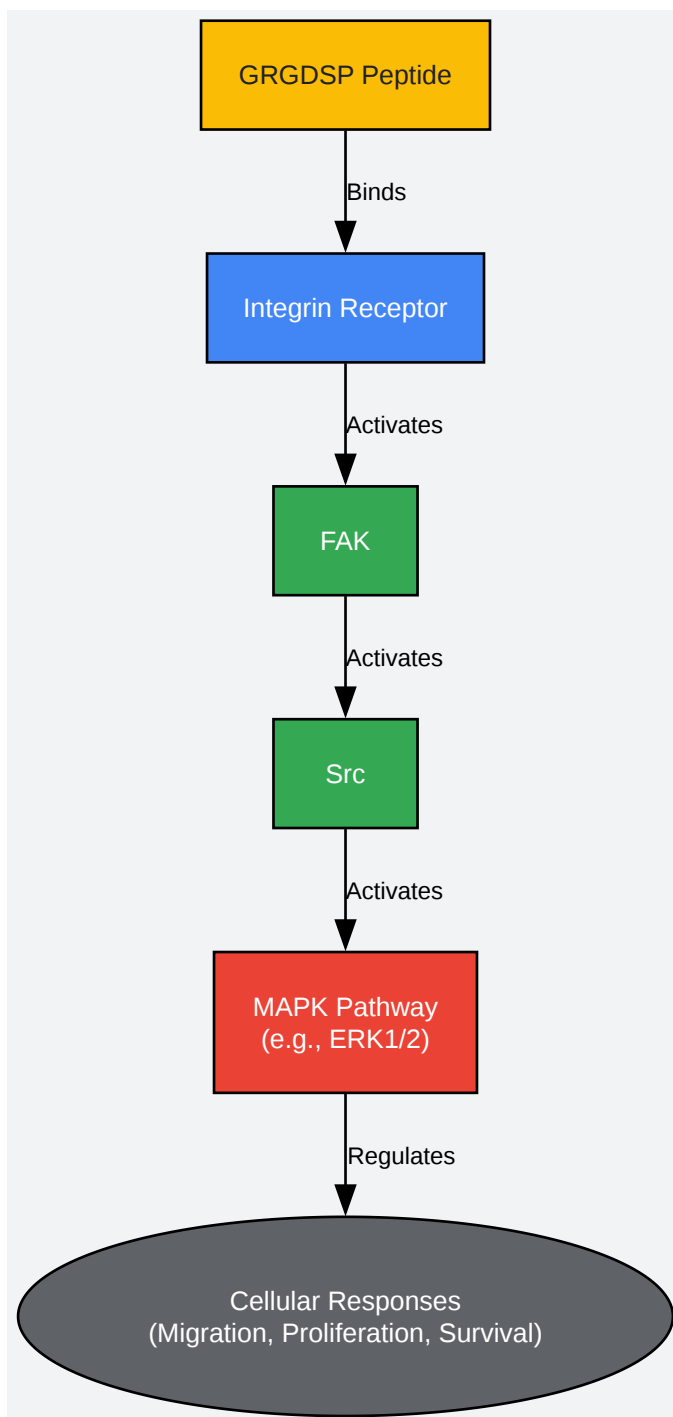 GRGDSP Peptide
Binds
Integrin Receptor
Activates
FAK
Activates
Src
Activates
MAPK Pathway
(e.g., ERK1/2)
Regulates
Cellular Responses
(Migration, Proliferation, Survival)